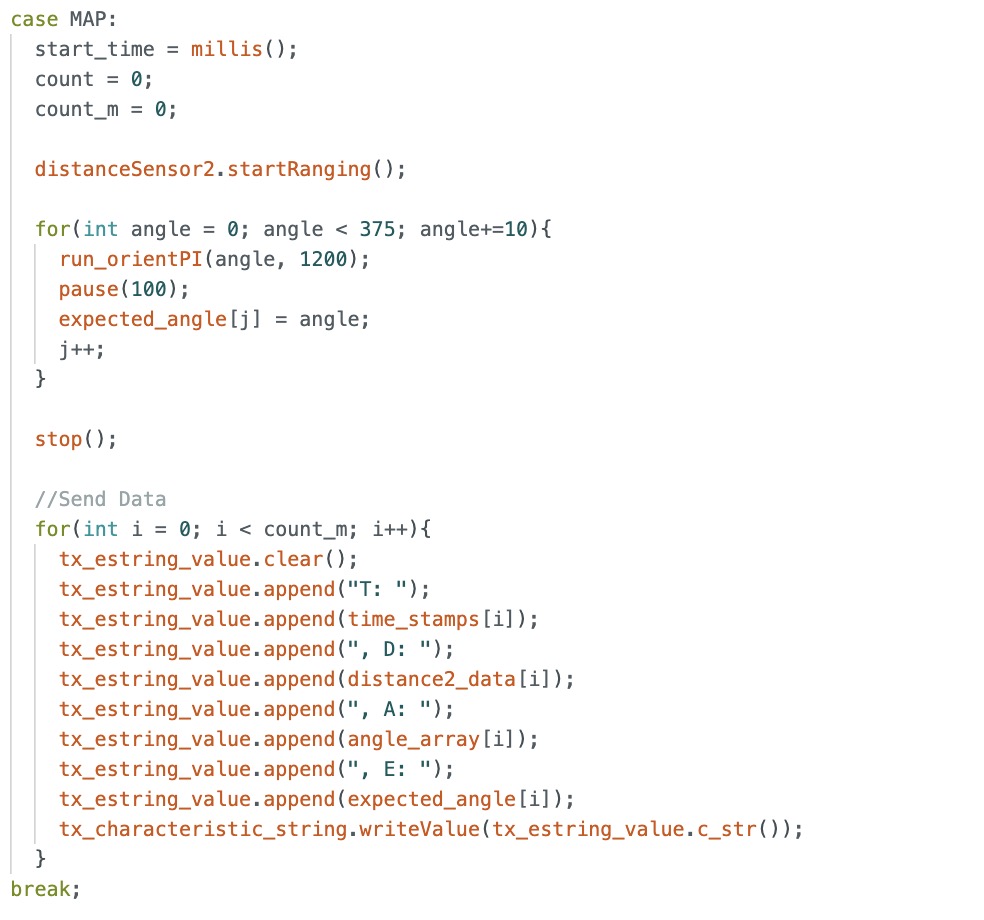 case MAP:
  start_time = millis();
  count = 0;
  count_m = 0;

  distanceSensor2.startRanging();

  for(int angle = 0; angle < 375; angle+=10){
    run_orientPI(angle, 1200);
    pause(100);
    expected_angle[j] = angle;
    j++;
  }

  stop();

  //Send Data
  for(int i = 0; i < count_m; i++){
    tx_estring_value.clear();
    tx_estring_value.append("T: ");
    tx_estring_value.append(time_stamps[i]);
    tx_estring_value.append(", D: ");
    tx_estring_value.append(distance2_data[i]);
    tx_estring_value.append(", A: ");
    tx_estring_value.append(angle_array[i]);
    tx_estring_value.append(", E: ");
    tx_estring_value.append(expected_angle[i]);
    tx_characteristic_string.writeValue(tx_estring_value.c_str());
  }
break;